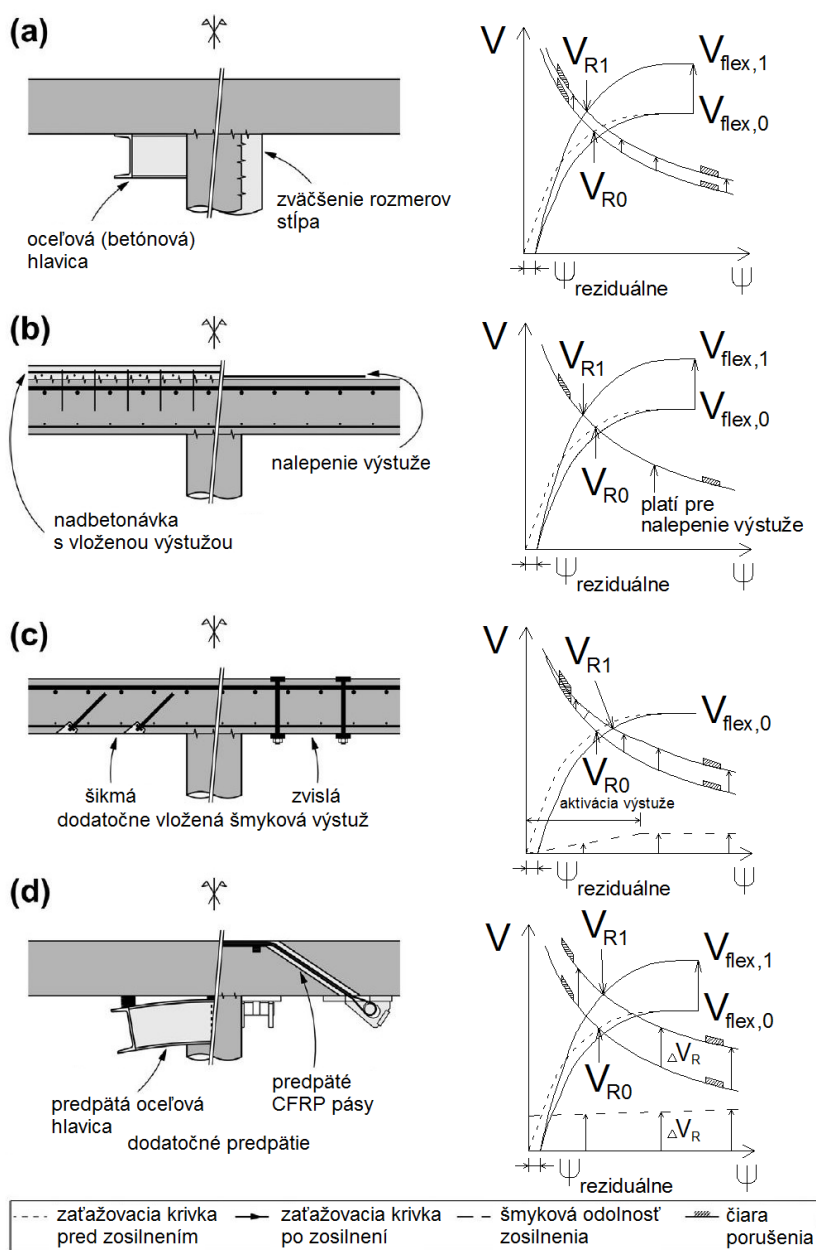 (a)
oceľová (betónová)
hlavica
zväčšenie rozmerov
stĺpa
V
V_R1
V_flex,1
V_flex,0
V_R0
ψ
reziduálne
ψ
(b)
nadbetonávka
s vloženou výstužou
nalepenie výstuže
V
V_R1
V_flex,1
V_flex,0
V_R0
platí pre
nalepenie výstuže
ψ
reziduálne
ψ
(c)
šikmá
zvislá
dodatočne vložená šmyková výstuž
V
V_R1
V_flex,0
V_R0
aktivácia výstuže
ψ
reziduálne
ψ
(d)
predpätá oceľová
hlavica
predpäté
CFRP pásy
dodatočné predpätie
V
V_R1
V_flex,1
V_flex,0
V_R0
ΔV_R
ΔV_R
ψ
reziduálne
ψ
zaťažovacia krivka
pred zosilnením
zaťažovacia krivka
po zosilnení
šmyková odolnosť
zosilnenia
čiara
porušenia